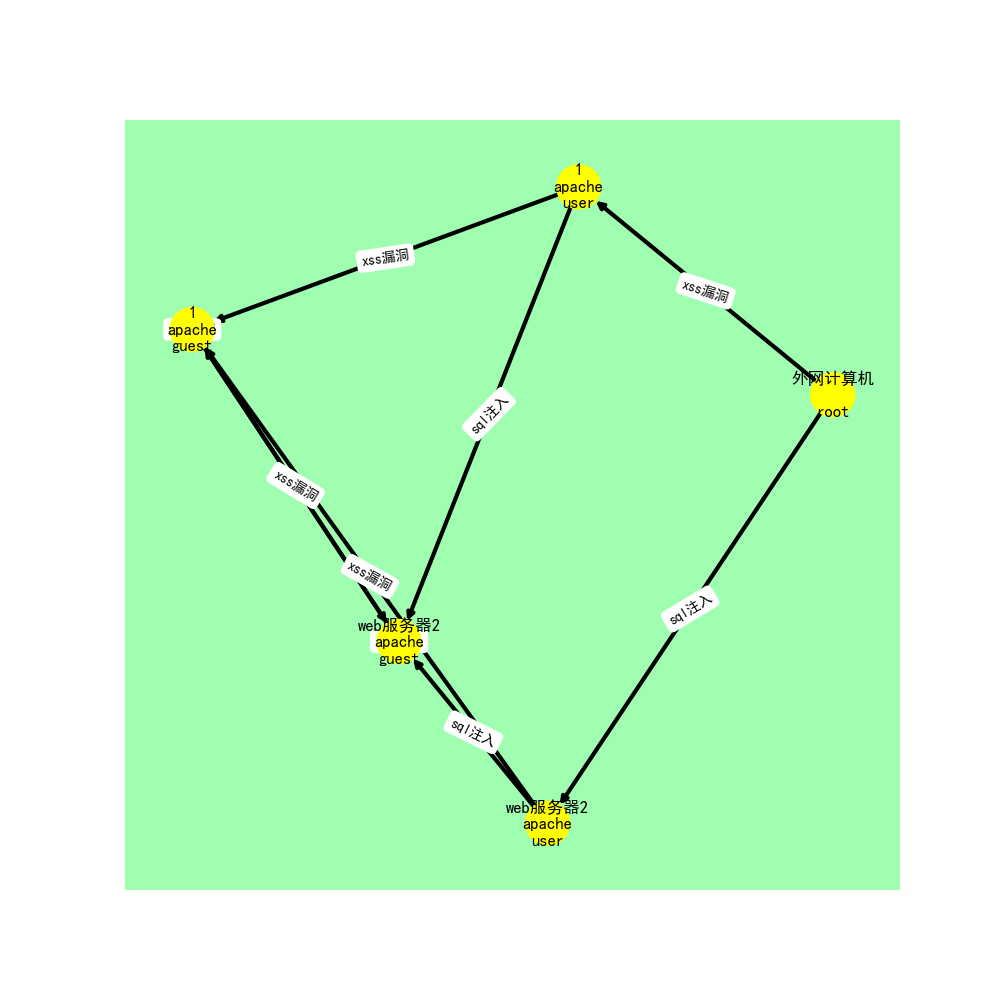 1
apache
user
xss漏洞
xss漏洞
1
apache
guest
外网计算机
root
sql注入
xss漏洞
xss漏洞
sql注入
web服务器2
apache
guest
sql注入
web服务器2
apache
user